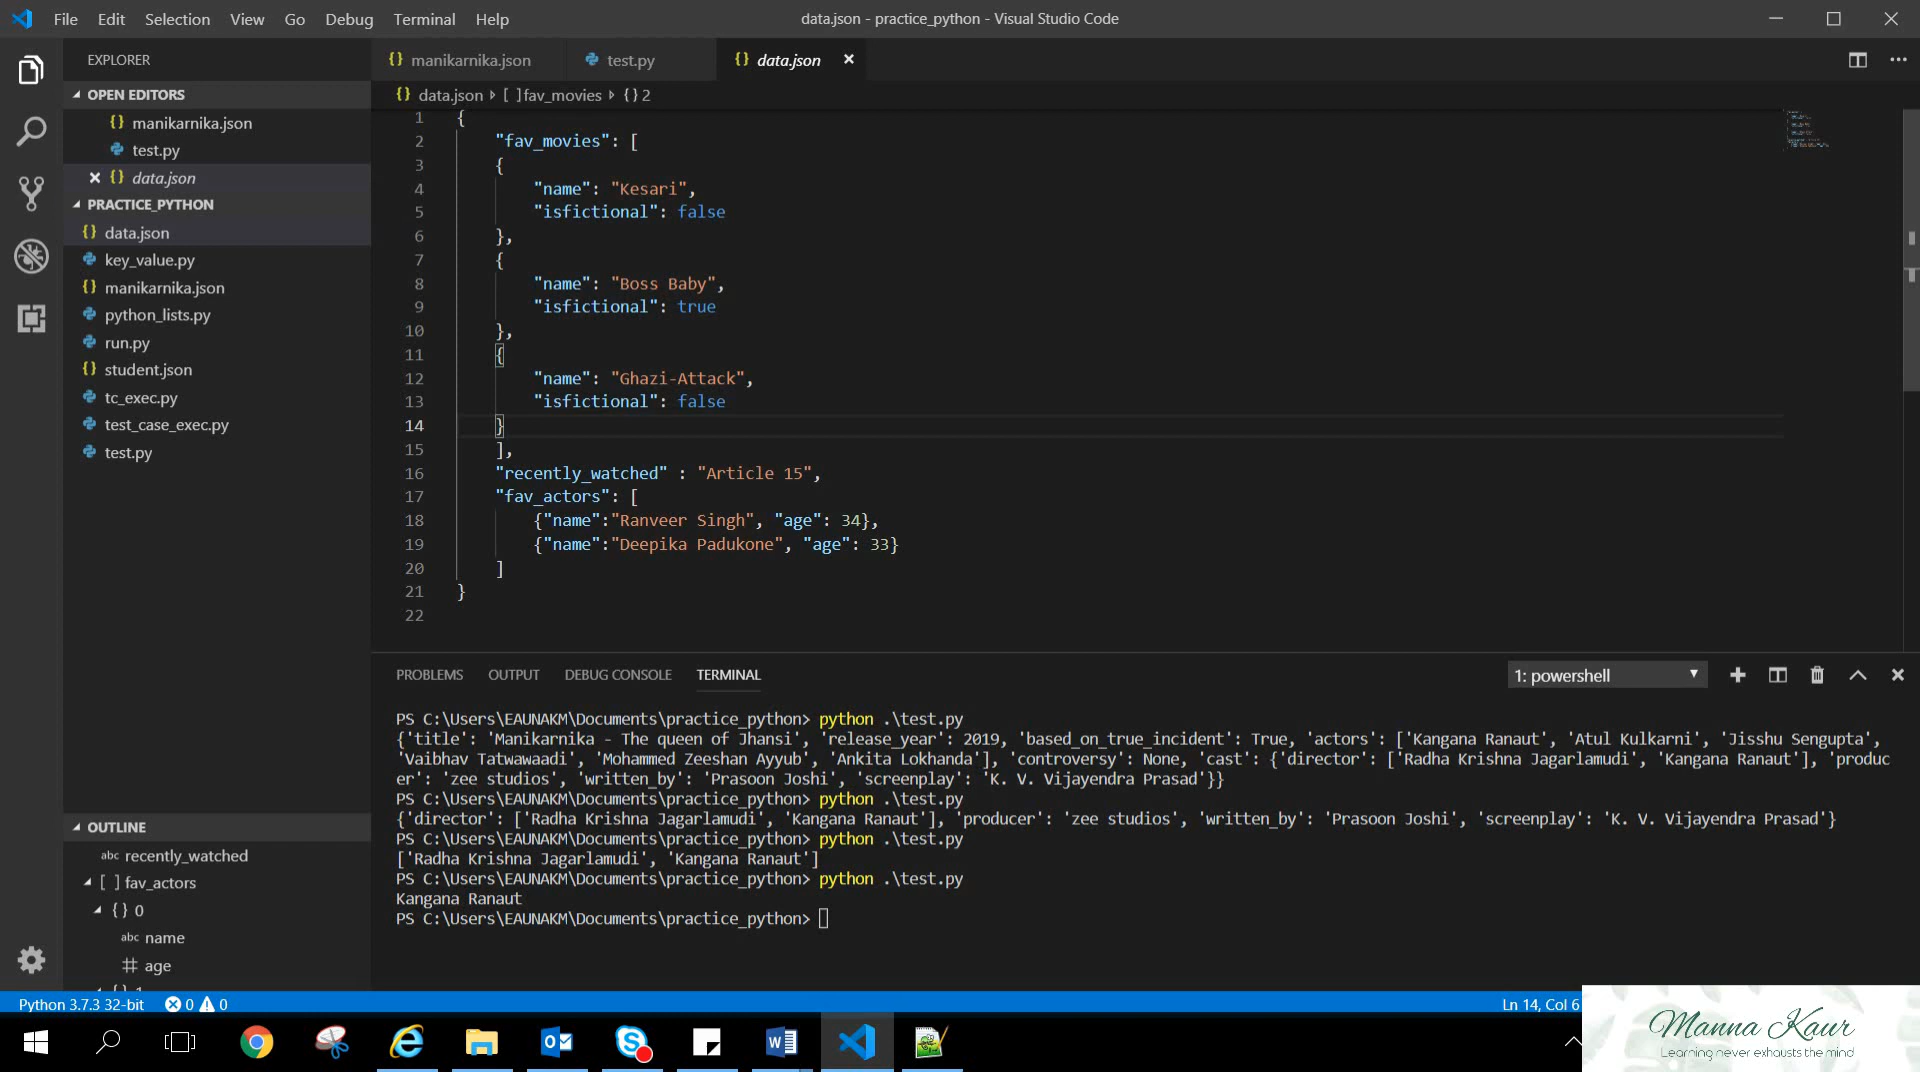 File Edit Selection View Go Debug Terminal Help
data.json - practice_python - Visual Studio Code
EXPLORER
OPEN EDITORS
manikarnika.json
test.py
data.json
PRACTICE_PYTHON
data.json
key_value.py
manikarnika.json
python_lists.py
run.py
student.json
tc_exec.py
test_case_exec.py
test.py
OUTLINE
abc recently_watched
[ ] fav_actors
{} 0
abc name
# age
{} 1
manikarnika.json test.py data.json
data.json [ ] fav_movies {} 2
1 {
2 "fav_movies": [
3 {
4 "name": "Kesari",
5 "isfictional": false
6 },
7 {
8 "name": "Boss Baby",
9 "isfictional": true
10 },
11 {
12 "name": "Ghazi-Attack",
13 "isfictional": false
14 }
15 ],
16 "recently_watched" : "Article 15",
17 "fav_actors": [
18 {"name":"Ranveer Singh", "age": 34},
19 {"name":"Deepika Padukone", "age": 33}
20 ]
21 }
22
PROBLEMS OUTPUT DEBUG CONSOLE TERMINAL
1: powershell
PS C:\Users\EAUNAKM\Documents\practice_python> python .\test.py
{'title': 'Manikarnika - The queen of Jhansi', 'release_year': 2019, 'based_on_true_incident': True, 'actors': ['Kangana Ranaut', 'Atul Kulkarni', 'Jisshu Sengupta',
'Vaibhav Tatwawaadi', 'Mohammed Zeeshan Ayyub', 'Ankita Lokhanda'], 'controversy': None, 'cast': {'director': ['Radha Krishna Jagarlamudi', 'Kangana Ranaut'], 'produc
er': 'zee studios', 'written_by': 'Prasoon Joshi', 'screenplay': 'K. V. Vijayendra Prasad'}}
PS C:\Users\EAUNAKM\Documents\practice_python> python .\test.py
{'director': ['Radha Krishna Jagarlamudi', 'Kangana Ranaut'], 'producer': 'zee studios', 'written_by': 'Prasoon Joshi', 'screenplay': 'K. V. Vijayendra Prasad'}
PS C:\Users\EAUNAKM\Documents\practice_python> python .\test.py
['Radha Krishna Jagarlamudi', 'Kangana Ranaut']
PS C:\Users\EAUNAKM\Documents\practice_python> python .\test.py
Kangana Ranaut
PS C:\Users\EAUNAKM\Documents\practice_python>
Python 3.7.3 32-bit 0 0
Ln 14, Col 6
Manna Kaur
Learning never exhausts the mind